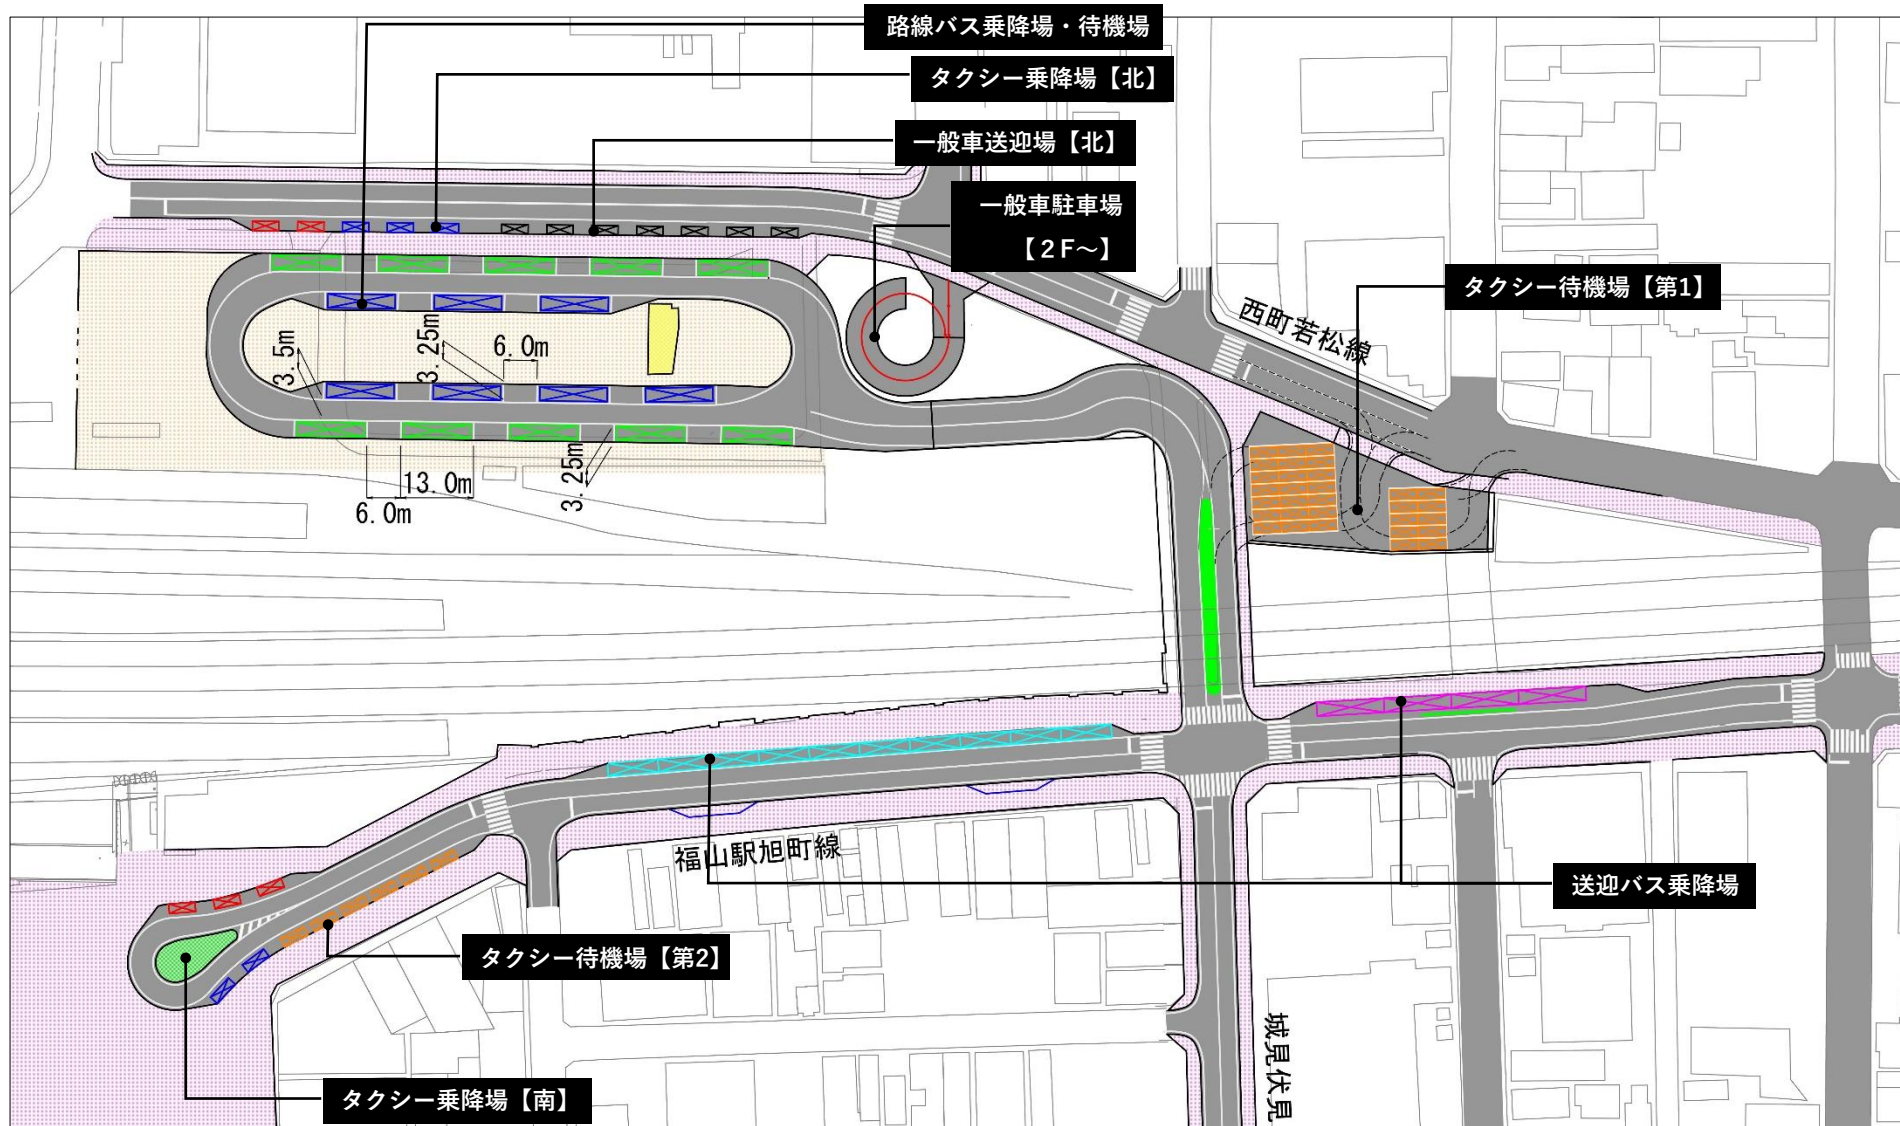 路線バス乗降場・待機場
タクシー乗降場【北】
一般車送迎場【北】
一般車駐車場
【２F～】
タクシー待機場【第1】
西町若松線
3.5m
3.25m
6.0m
3.25m
13.0m
6.0m
福山駅旭町線
送迎バス乗降場
タクシー待機場【第2】
城見伏見
タクシー乗降場【南】